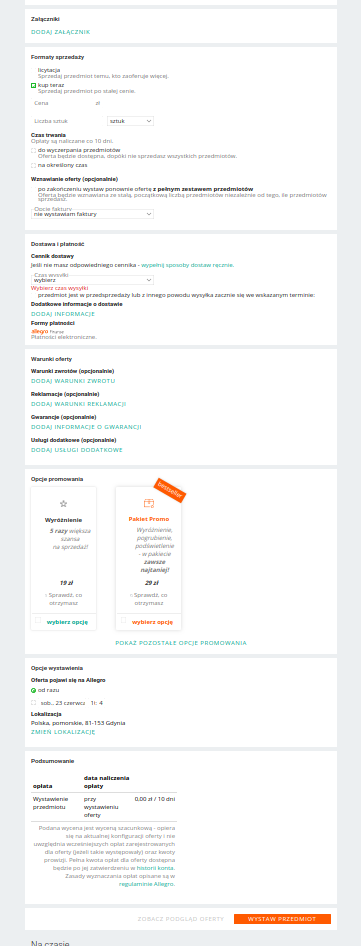 Załączniki
DODAJ ZAŁĄCZNIK
Formaty sprzedaży
licytacja
Sprzedaj przedmiot temu, kto zaoferuje więcej.
kup teraz
Sprzedaj przedmiot po stałej cenie.
Cena zł
Liczba sztuk sztuk
Czas trwania
Opłaty są naliczane co 10 dni.
do wyczerpania przedmiotów
Oferta będzie dostępna, dopóki nie sprzedasz wszystkich przedmiotów.
na określony czas
Wznawianie oferty (opcjonalnie)
po zakończeniu wystaw ponownie ofertę z pełnym zestawem przedmiotów
Oferta będzie wznawiana ze stałą, początkową liczbą przedmiotów niezależnie od tego, ile przedmiotów
sprzedasz.
Opcje faktury
nie wystawiam faktury
Dostawa i płatność
Cennik dostawy
Jeśli nie masz odpowiedniego cennika - wypełnij sposoby dostaw ręcznie.
Czas wysyłki
wybierz
Wybierz czas wysyłki
przedmiot jest w przedsprzedaży lub z innego powodu wysyłka zacznie się we wskazanym terminie:
Dodatkowe informacje o dostawie
DODAJ INFORMACJE
Formy płatności
allegro Finanse
Płatności elektroniczne.
Warunki oferty
Warunki zwrotów (opcjonalnie)
DODAJ WARUNKI ZWROTU
Reklamacje (opcjonalnie)
DODAJ WARUNKI REKLAMACJI
Gwarancje (opcjonalnie)
DODAJ INFORMACJE O GWARANCJI
Usługi dodatkowe (opcjonalnie)
DODAJ USŁUGI DODATKOWE
Opcje promowania
bestseller
Wyróżnienie
5 razy większa
szansa
na sprzedaż!
19 zł
Sprawdź, co
otrzymasz
wybierz opcję
Pakiet Promo
Wyróżnienie,
pogrubienie,
podświetlenie
- w pakiecie
zawsze
najtaniej!
29 zł
Sprawdź, co
otrzymasz
wybierz opcję
POKAŻ POZOSTAŁE OPCJE PROMOWANIA
Opcje wystawienia
Oferta pojawi się na Allegro
od razu
sob., 23 czerwca 4
Lokalizacja
Polska, pomorskie, 81-153 Gdynia
ZMIEŃ LOKALIZACJĘ
Podsumowanie
opłata data naliczenia opłaty
Wystawienie przedmiotu przy wystawieniu oferty 0,00 zł / 10 dni
Podana wycena jest wyceną szacunkową - opiera
się na aktualnej konfiguracji oferty i nie
uwzględnia wcześniejszych opłat zarejestrowanych
dla oferty (jeżeli takie występowały) oraz kwoty
prowizji. Pełna kwota opłat dla oferty dostępna
będzie po jej zatwierdzeniu w historii konta.
Zasady wyznaczania opłat opisane są w
regulaminie Allegro.
ZOBACZ PODGLĄD OFERTY WYSTAW PRZEDMIOT
Na czasie